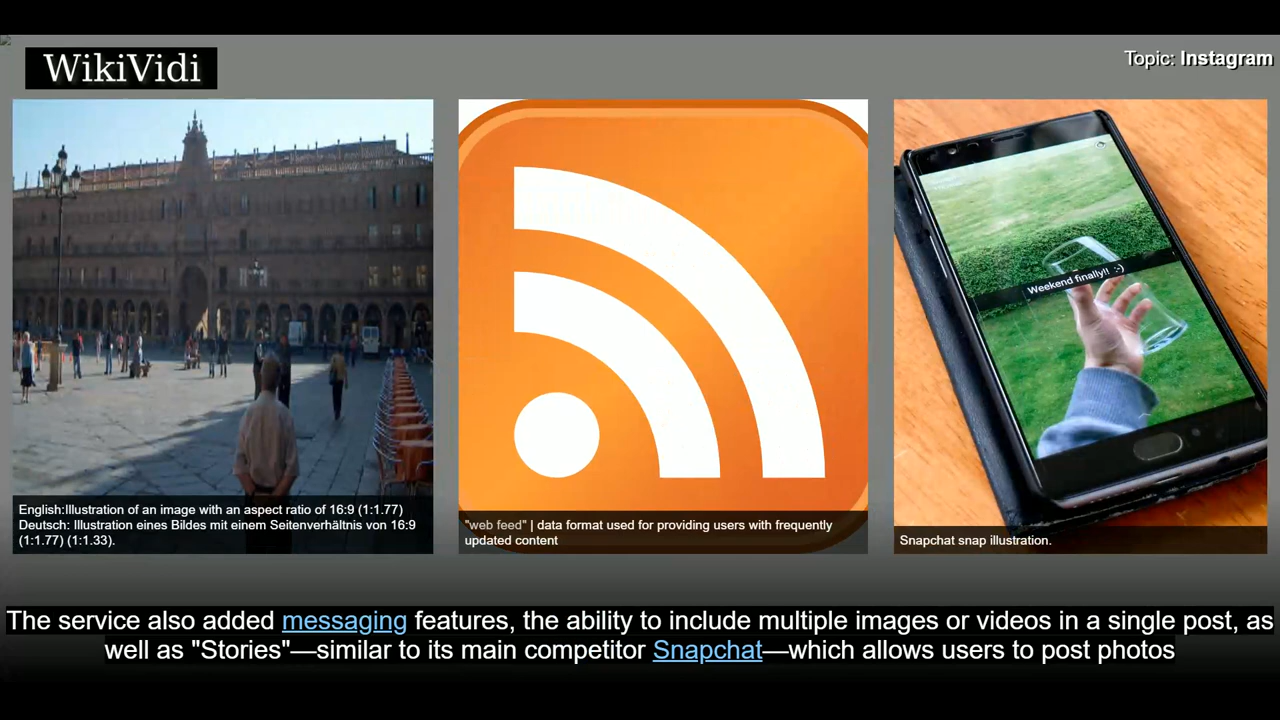 WikiVidi
Topic: Instagram
English:Illustration of an image with an aspect ratio of 16:9 (1:1.77)
Deutsch: Illustration eines Bildes mit einem Seitenverhältnis von 16:9
(1:1.77) (1:1.33).
"web feed" | data format used for providing users with frequently
updated content
Weekend finally!! :-)
Snapchat snap illustration.
The service also added messaging features, the ability to include multiple images or videos in a single post, as
well as "Stories"—similar to its main competitor Snapchat—which allows users to post photos